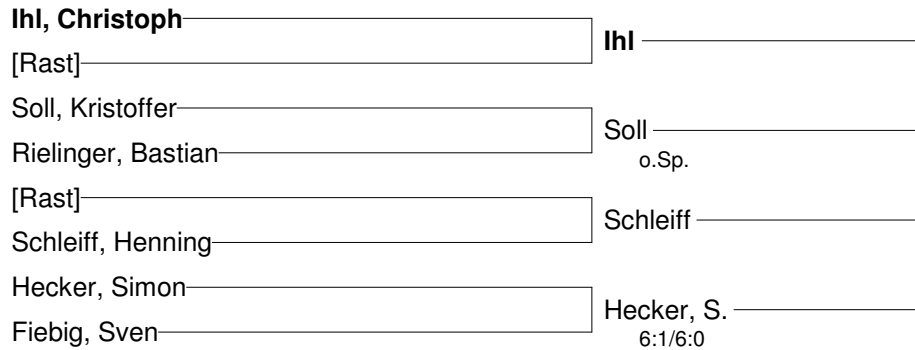 Ihl, Christoph
[Rast]
Ihl
Soll, Kristoffer
Rielinger, Bastian
Soll
o.Sp.
[Rast]
Schleiff, Henning
Schleiff
Hecker, Simon
Fiebig, Sven
Hecker, S.
6:1/6:0